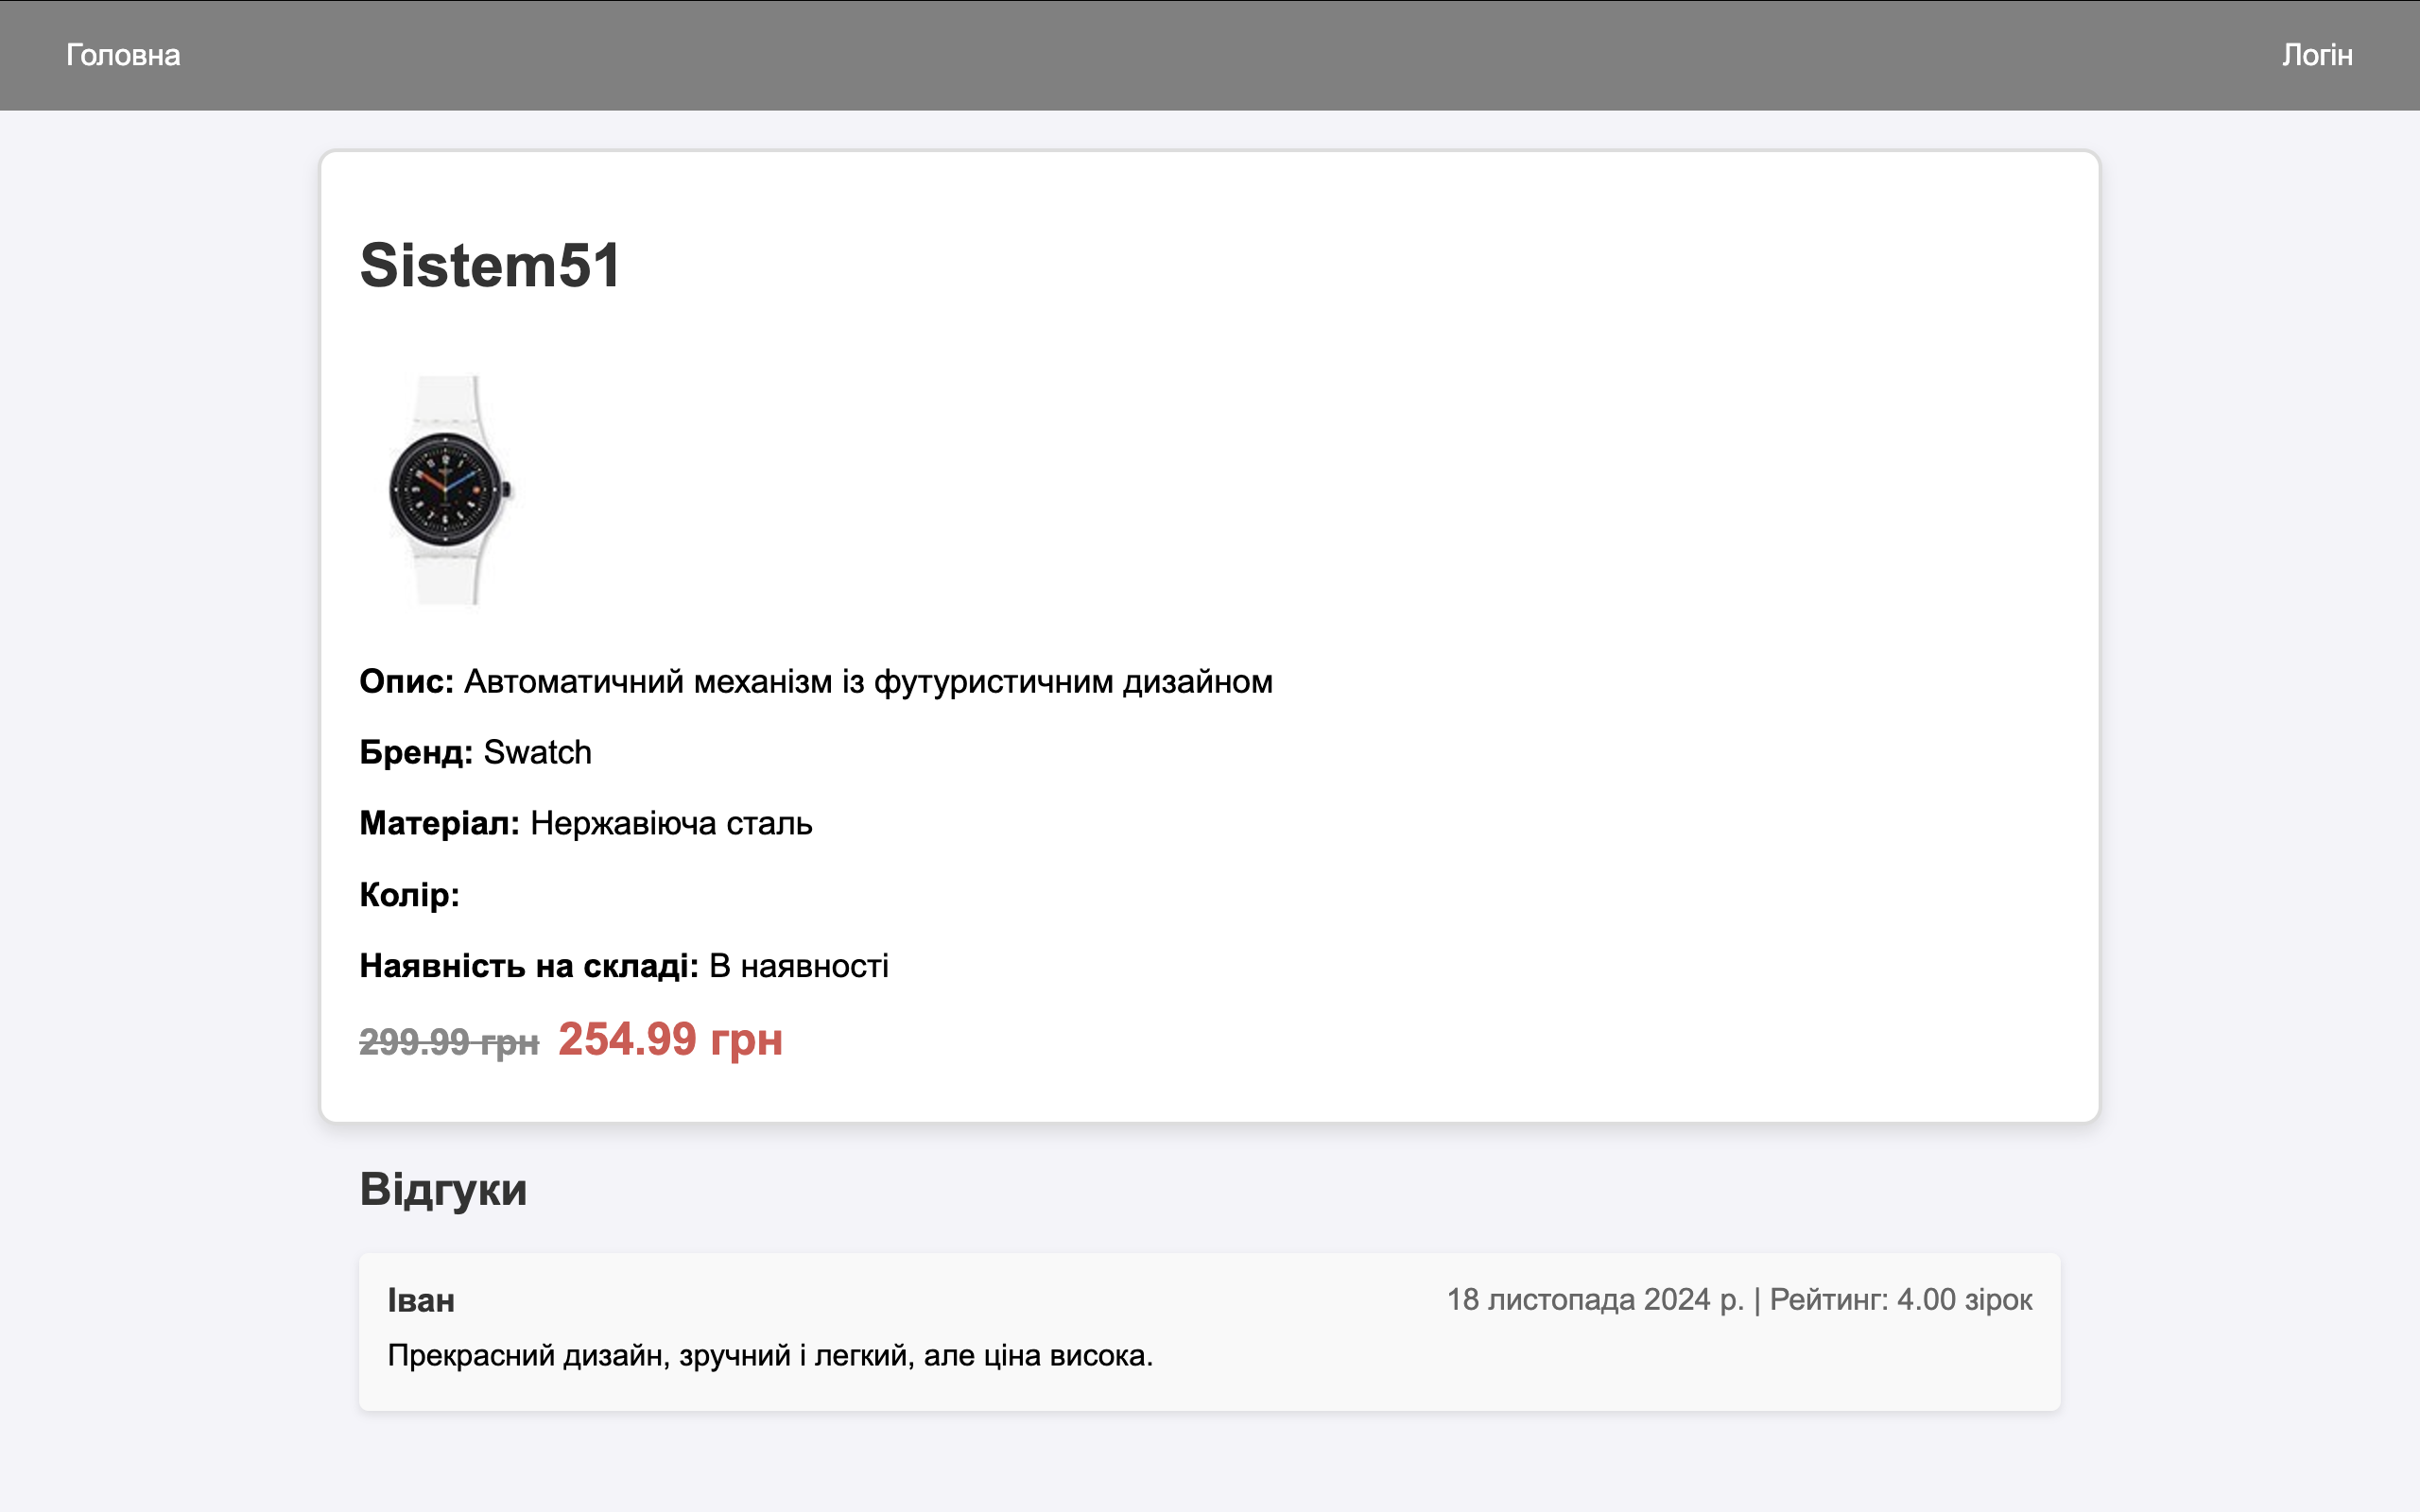 Головна
Логін
Sistem51
Опис: Автоматичний механізм із футуристичним дизайном
Бренд: Swatch
Матеріал: Нержавіюча сталь
Колір:
Наявність на складі: В наявності
299.99 грн 254.99 грн
Відгуки
Іван
18 листопада 2024 р. | Рейтинг: 4.00 зірок
Прекрасний дизайн, зручний і легкий, але ціна висока.